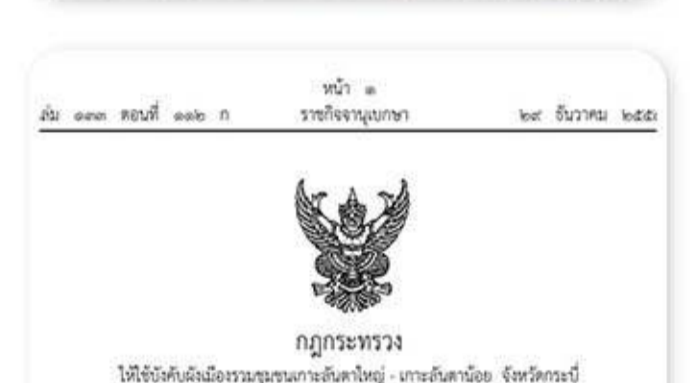 หน้า ๑
ล่ม ๑๓๓ ตอนที่ ๑๑๒ ก ราชกิจจานุเบกษา ๒๙ ธันวาคม ๒๕๕
กฎกระทรวง
ให้ใช้บังคับผังเมืองรวมชุมชนเกาะลันตาใหญ่ - เกาะลันตาน้อย จังหวัดกระบี่